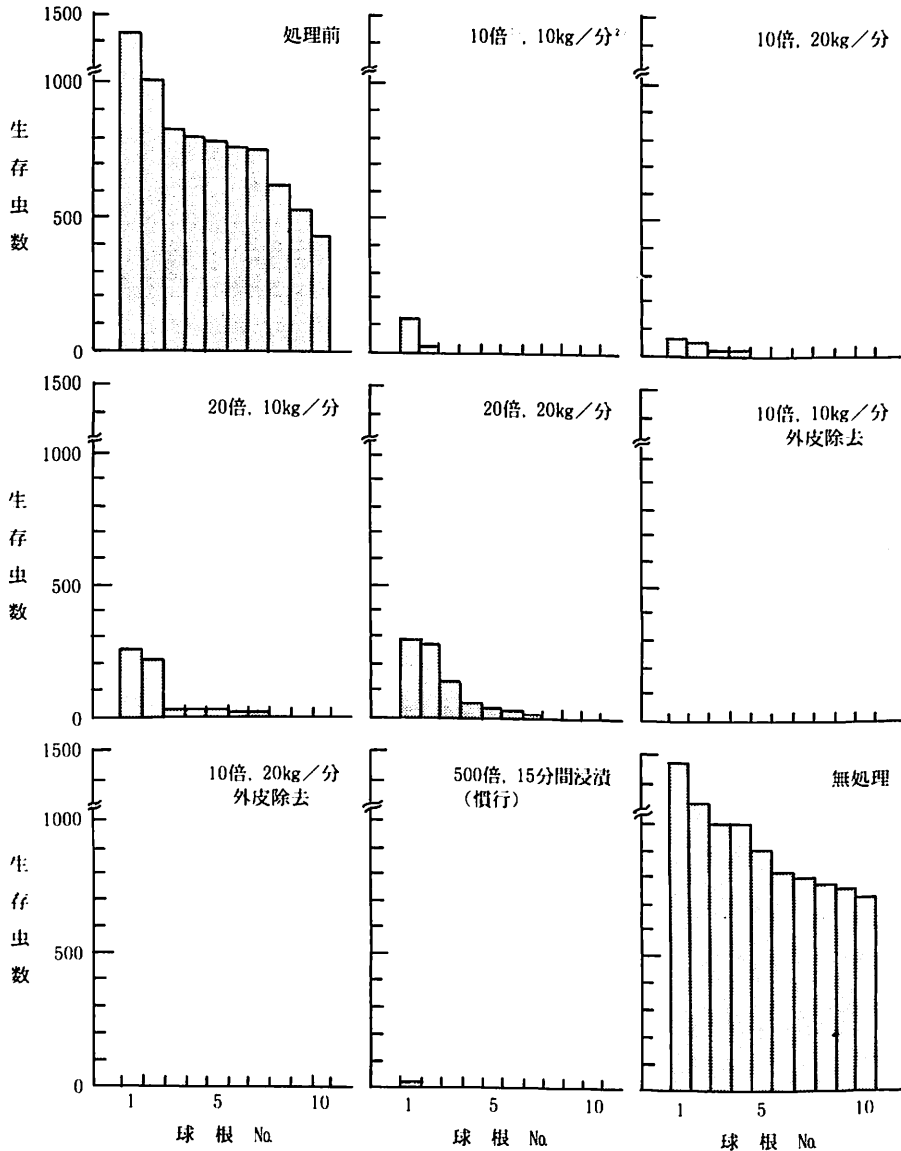 処理前
10倍, 10kg/分²
10倍, 20kg/分
1500
1000
500
0
生存虫数
20倍, 10kg/分
20倍, 20kg/分
10倍, 10kg/分
外皮除去
1500
1000
500
0
生存虫数
10倍, 20kg/分
外皮除去
500倍, 15分間浸漬
(慣行)
無処理
1500
1000
500
0
生存虫数
1 5 10
1 5 10
1 5 10
球根 No.
球根 No.
球根 No.